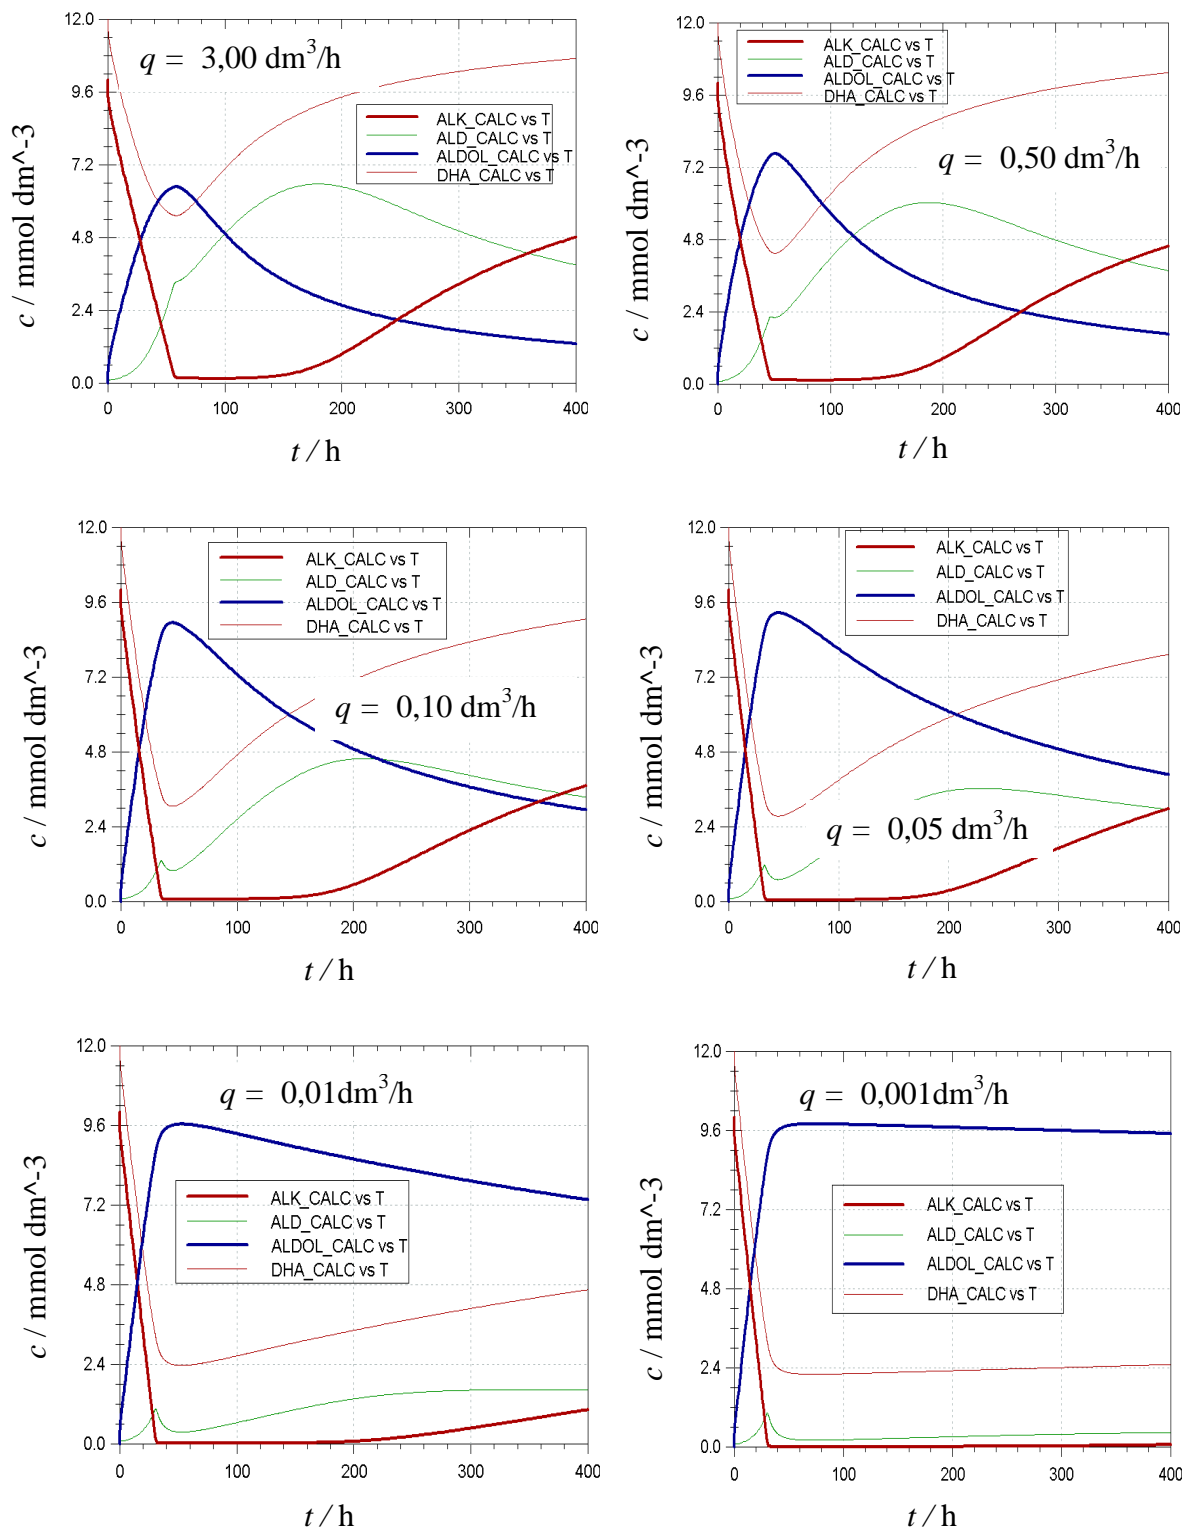 12.0
9.6
7.2
4.8
2.4
0.0
c / mmol dm^-3
q = 3,00 dm³/h
ALK_CALC vs T
ALD_CALC vs T
ALDOL_CALC vs T
DHA_CALC vs T
0 100 200 300 400
t / h
12.0
9.6
7.2
4.8
2.4
0.0
c / mmol dm^-3
ALK_CALC vs T
ALD_CALC vs T
ALDOL_CALC vs T
DHA_CALC vs T
q = 0,50 dm³/h
0 100 200 300 400
t / h
12.0
9.6
7.2
4.8
2.4
0.0
c / mmol dm^-3
ALK_CALC vs T
ALD_CALC vs T
ALDOL_CALC vs T
DHA_CALC vs T
q = 0,10 dm³/h
0 100 200 300 400
t / h
12.0
9.6
7.2
4.8
2.4
0.0
c / mmol dm^-3
ALK_CALC vs T
ALD_CALC vs T
ALDOL_CALC vs T
DHA_CALC vs T
q = 0,05 dm³/h
0 100 200 300 400
t / h
12.0
9.6
7.2
4.8
2.4
0.0
c / mmol dm^-3
q = 0,01dm³/h
ALK_CALC vs T
ALD_CALC vs T
ALDOL_CALC vs T
DHA_CALC vs T
0 100 200 300 400
t / h
12.0
9.6
7.2
4.8
2.4
0.0
c / mmol dm^-3
q = 0,001dm³/h
ALK_CALC vs T
ALD_CALC vs T
ALDOL_CALC vs T
DHA_CALC vs T
0 100 200 300 400
t / h